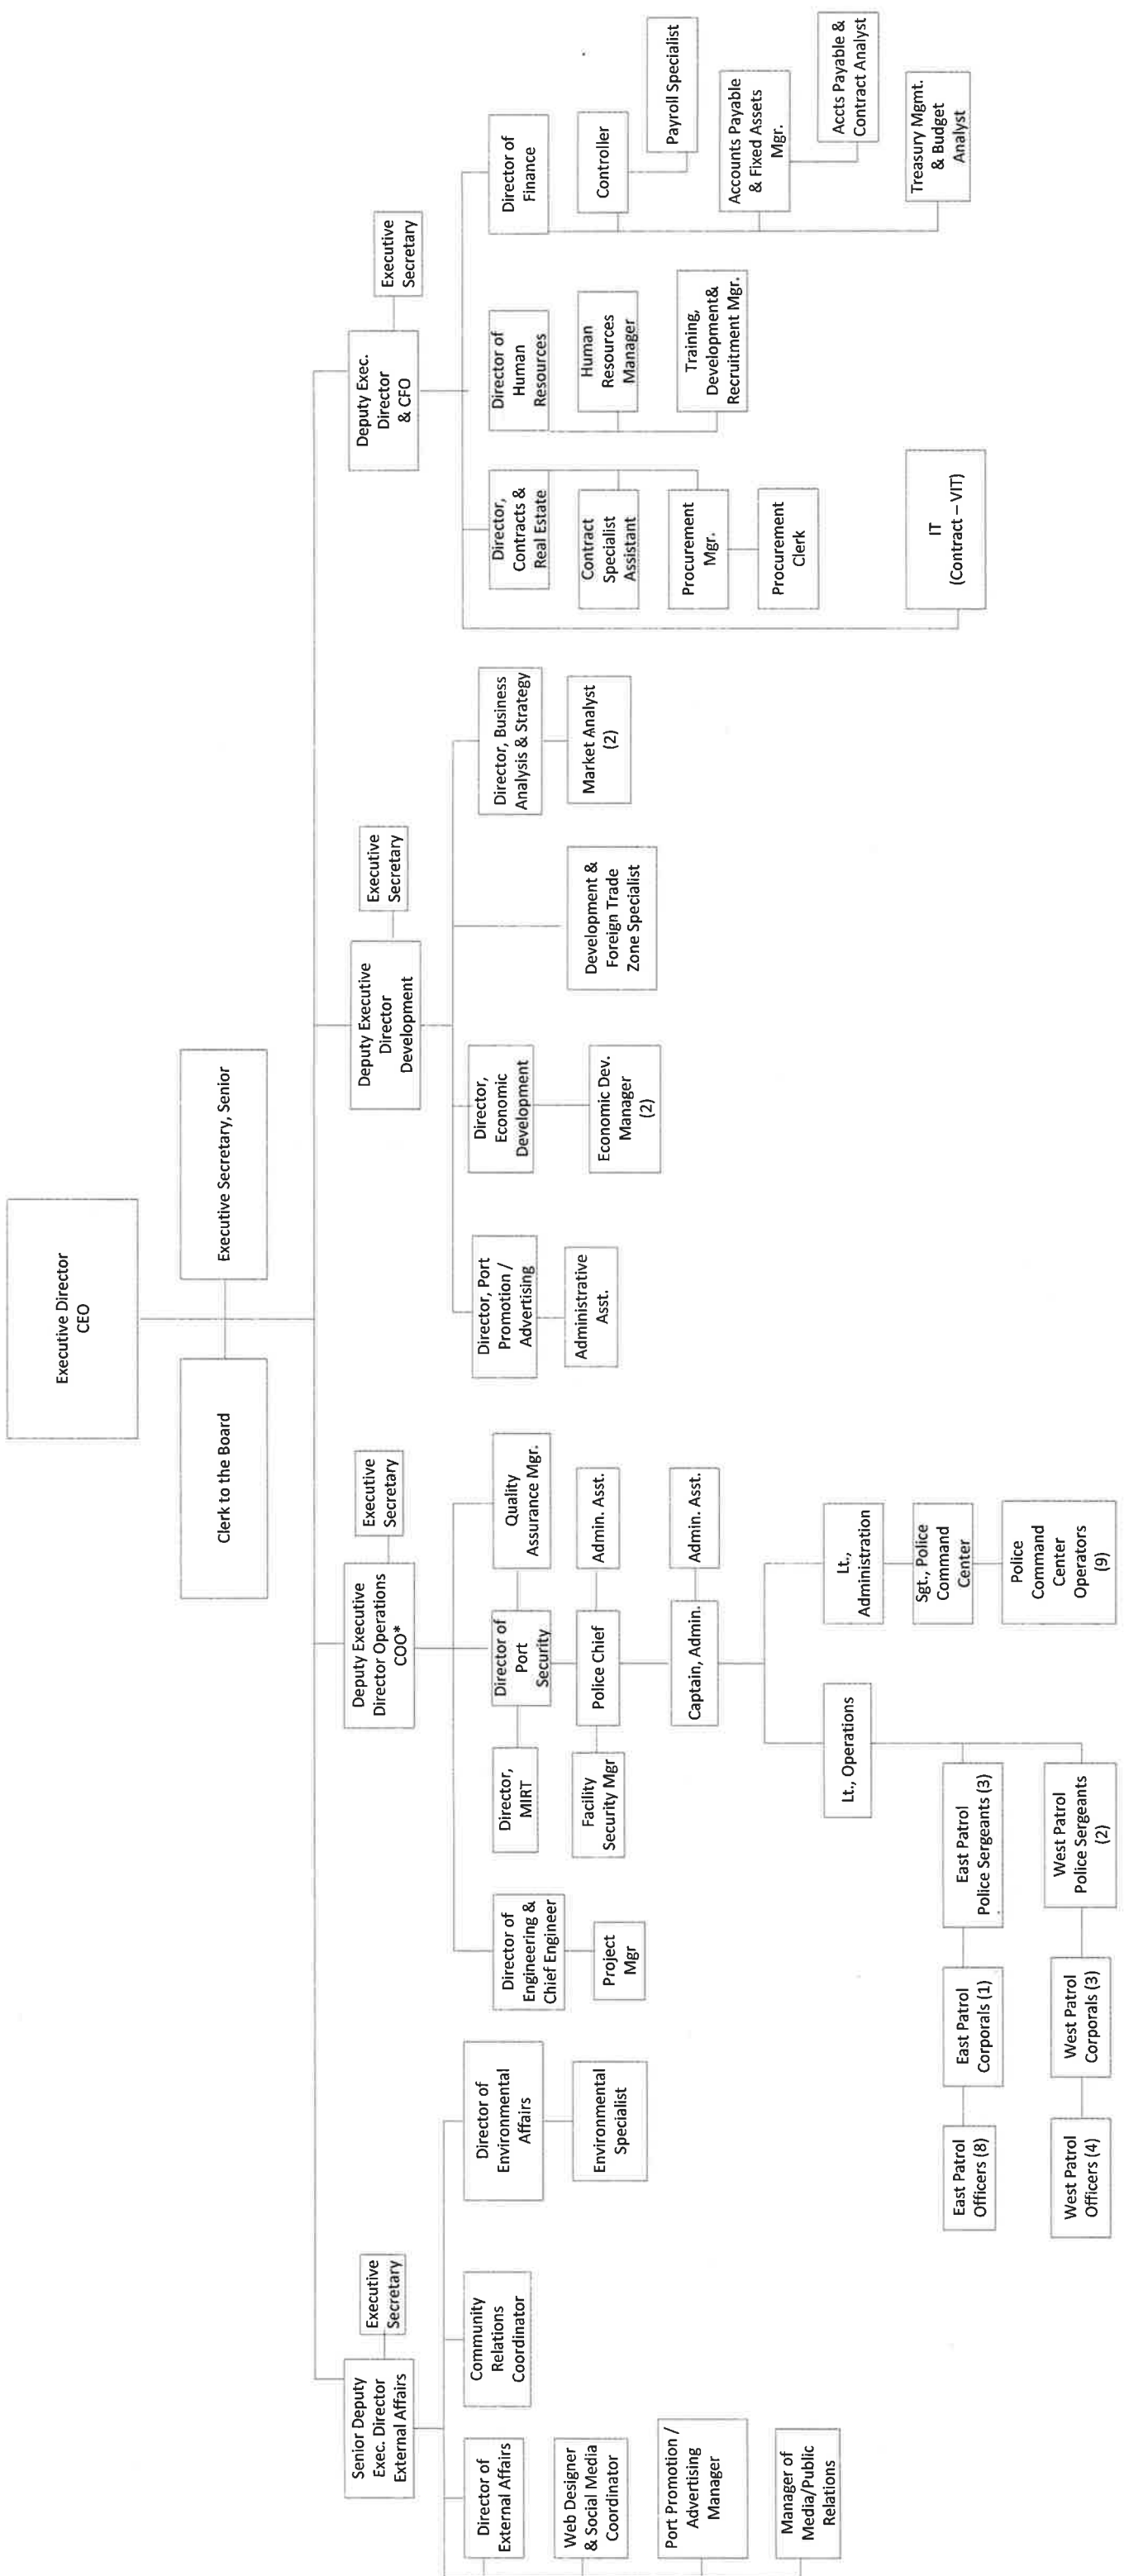 Executive Director
CEO
Clerk to the Board
Executive Secretary, Senior
Senior Deputy
Exec. Director
External Affairs
Executive
Secretary
Director of
External Affairs
Web Designer
& Social Media
Coordinator
Port Promotion /
Advertising
Manager
Manager of
Media/Public
Relations
Community
Relations
Coordinator
Director of
Environmental
Affairs
Environmental
Specialist
Deputy Executive
Director Operations
COO*
Executive
Secretary
Director of
Engineering &
Chief Engineer
Project
Mgr
Director,
MIRT
Director of
Port
Security
Quality
Assurance Mgr.
Facility
Security Mgr
Police Chief
Admin. Asst.
Captain, Admin.
Admin. Asst.
Lt., Operations
Lt.,
Administration
Sgt., Police
Command
Center
Police
Command
Center
Operators
(9)
East Patrol
Officers (8)
East Patrol
Corporals (1)
East Patrol
Police Sergeants (3)
West Patrol
Officers (4)
West Patrol
Corporals (3)
West Patrol
Police Sergeants
(2)
Deputy Executive
Director
Development
Executive
Secretary
Director, Port
Promotion /
Advertising
Administrative
Asst.
Director,
Economic
Development
Economic Dev.
Manager
(2)
Development &
Foreign Trade
Zone Specialist
Director, Business
Analysis & Strategy
Market Analyst
(2)
Deputy Exec.
Director
& CFO
Executive
Secretary
Director,
Contracts &
Real Estate
Contract
Specialist
Assistant
Procurement
Mgr.
Procurement
Clerk
IT
(Contract – VIT)
Director of
Human
Resources
Human
Resources
Manager
Training,
Development&
Recruitment Mgr.
Director of
Finance
Controller
Payroll Specialist
Accounts Payable
& Fixed Assets
Mgr.
Accts Payable &
Contract Analyst
Treasury Mgmt.
& Budget
Analyst